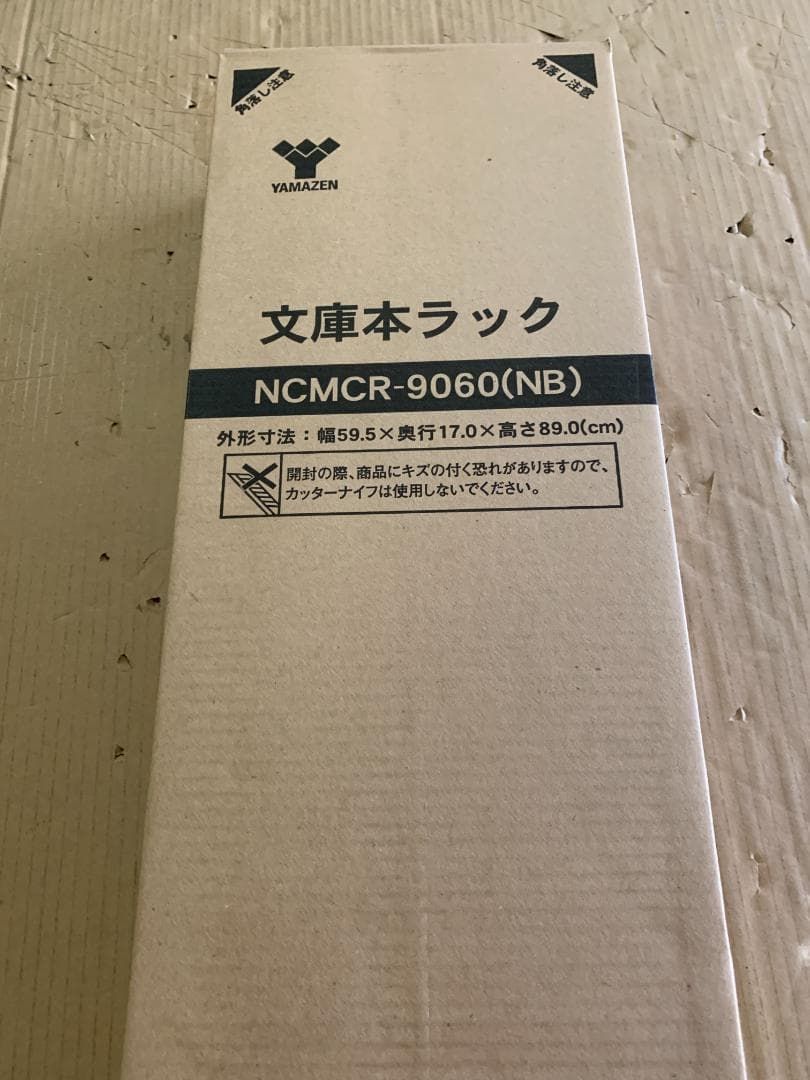 角落し注意
角落し注意
YAMAZEN
文庫本ラック
NCMCR-9060(NB)
外形寸法：幅59.5×奥行17.0×高さ89.0(cm)
開封の際、商品にキズの付く恐れがありますので、
カッターナイフは使用しないでください。